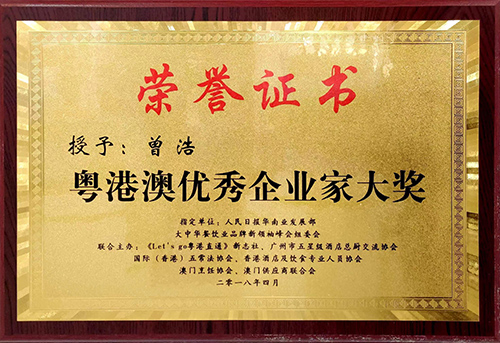 荣誉证书
授予：曾浩
粤港澳优秀企业家大奖
指定单位：人民日报华南业发展部
大中华餐饮业品牌新领袖峰会组委会
联合主办：《Let's go粤港直通》新志社、广州市五星级酒店总厨交流协会
国际（香港）五常法协会、香港酒店及饮食专业人员协会
澳门烹饪协会、澳门供应商联合会
二零一八年四月